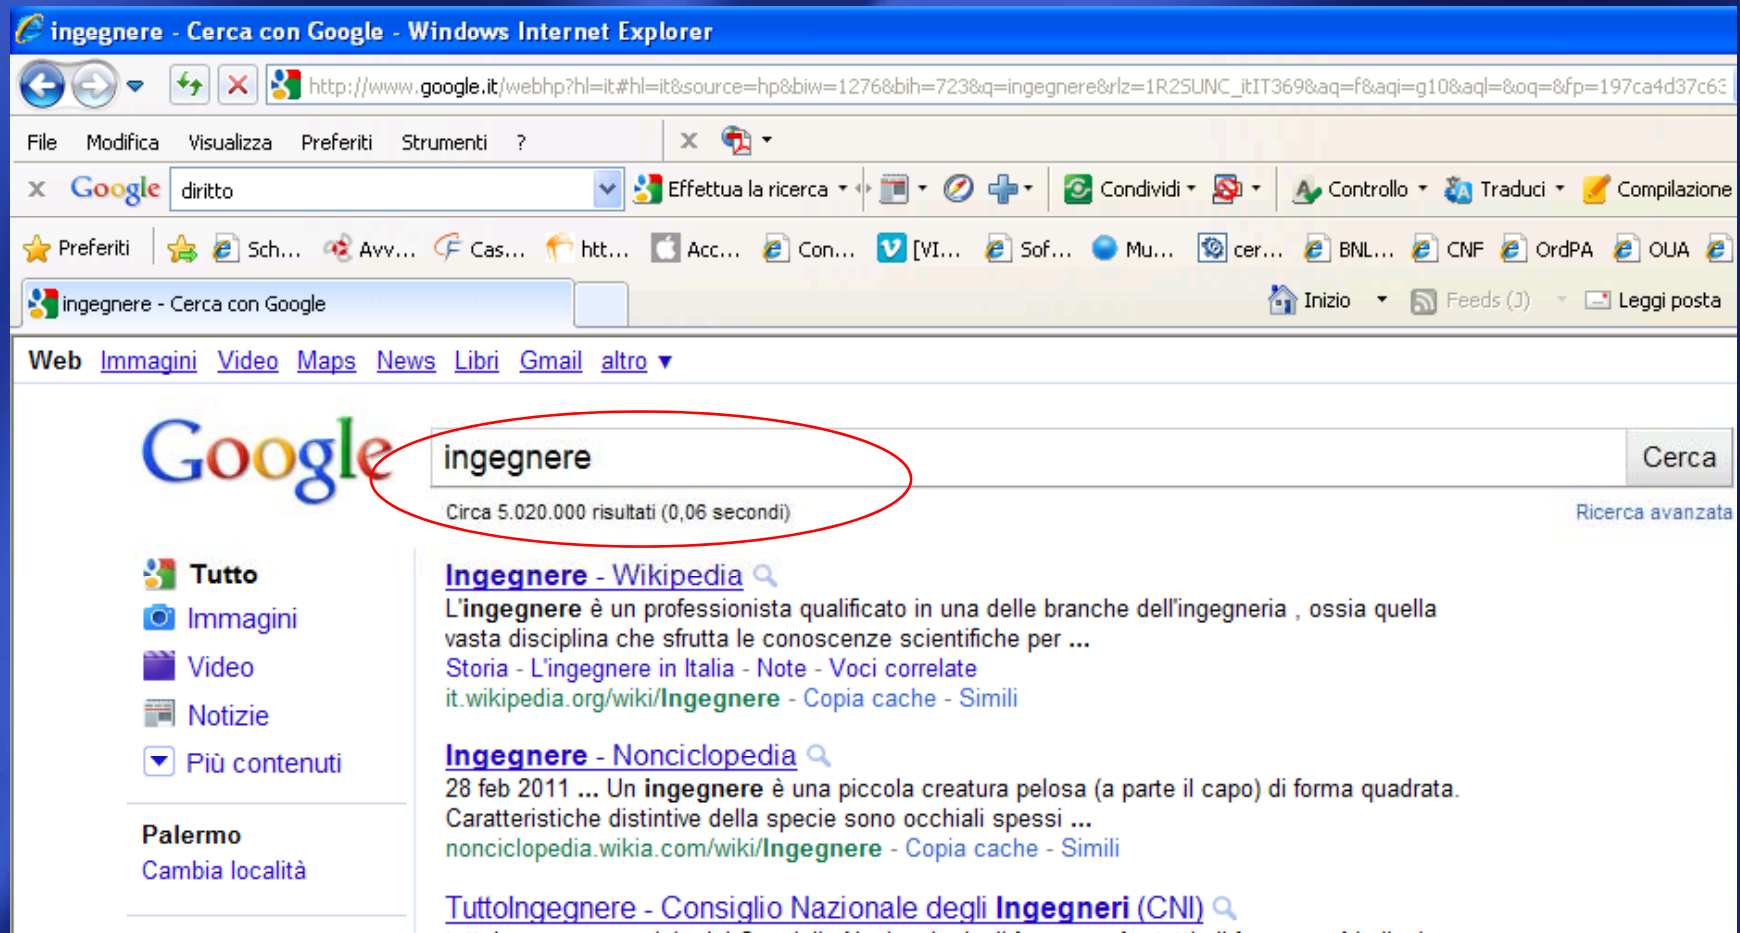 ingegnere - Cerca con Google - Windows Internet Explorer
http://www.google.it/webhp?hl=it#hl=it&source=hp&biw=1276&bih=723&q=ingegnere&rlz=1R2SUNC_itIT369&aq=f&aqi=g10&aql=&oq=&fp=197ca4d37c63
File Modifica Visualizza Preferiti Strumenti ?
x Google diritto Effettua la ricerca Condividi Controllo Traduci Compilazione
Preferiti Sch... Avv... Cas... htt... Acc... Con... [VI... Sof... Mu... cer... BNL... CNF OrdPA OUA
ingegnere - Cerca con Google Inizio Feeds (J) Leggi posta
Web Immagini Video Maps News Libri Gmail altro ▼
Google ingegnere Cerca
Circa 5.020.000 risultati (0,06 secondi) Ricerca avanzata
Tutto
Immagini
Video
Notizie
Più contenuti
Palermo
Cambia località
Ingegnere - Wikipedia
L'ingegnere è un professionista qualificato in una delle branche dell'ingegneria , ossia quella
vasta disciplina che sfrutta le conoscenze scientifiche per ...
Storia - L'ingegnere in Italia - Note - Voci correlate
it.wikipedia.org/wiki/Ingegnere - Copia cache - Simili
Ingegnere - Nonciclopedia
28 feb 2011 ... Un ingegnere è una piccola creatura pelosa (a parte il capo) di forma quadrata.
Caratteristiche distintive della specie sono occhiali spessi ...
nonciclopedia.wikia.com/wiki/Ingegnere - Copia cache - Simili
TuttoIngegnere - Consiglio Nazionale degli Ingegneri (CNI)